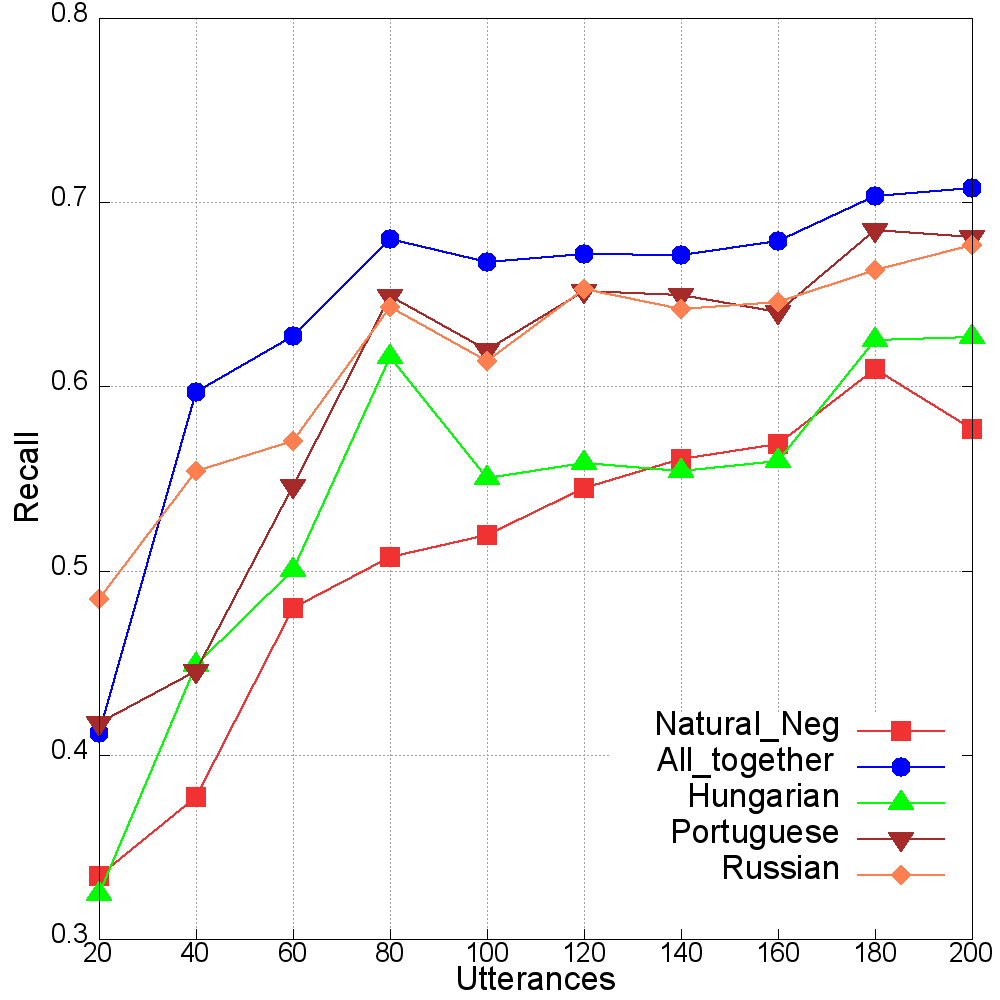 0.8
0.7
0.6
0.5
0.4
0.3
Recall
Natural_Neg
All_together
Hungarian
Portuguese
Russian
20 40 60 80 100 120 140 160 180 200
Utterances